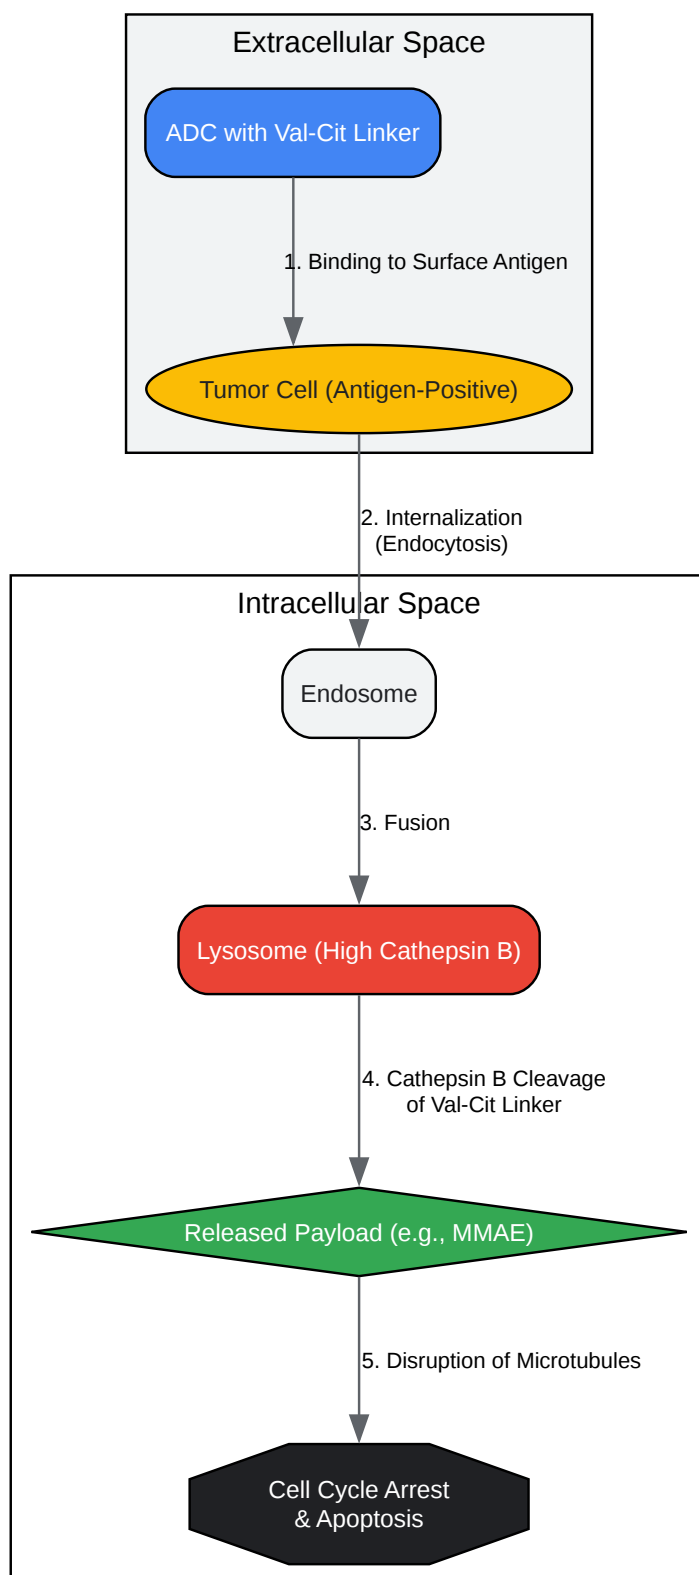 Extracellular Space
ADC with Val-Cit Linker
1. Binding to Surface Antigen
Tumor Cell (Antigen-Positive)
2. Internalization
(Endocytosis)
Intracellular Space
Endosome
3. Fusion
Lysosome (High Cathepsin B)
4. Cathepsin B Cleavage
of Val-Cit Linker
Released Payload (e.g., MMAE)
5. Disruption of Microtubules
Cell Cycle Arrest
& Apoptosis